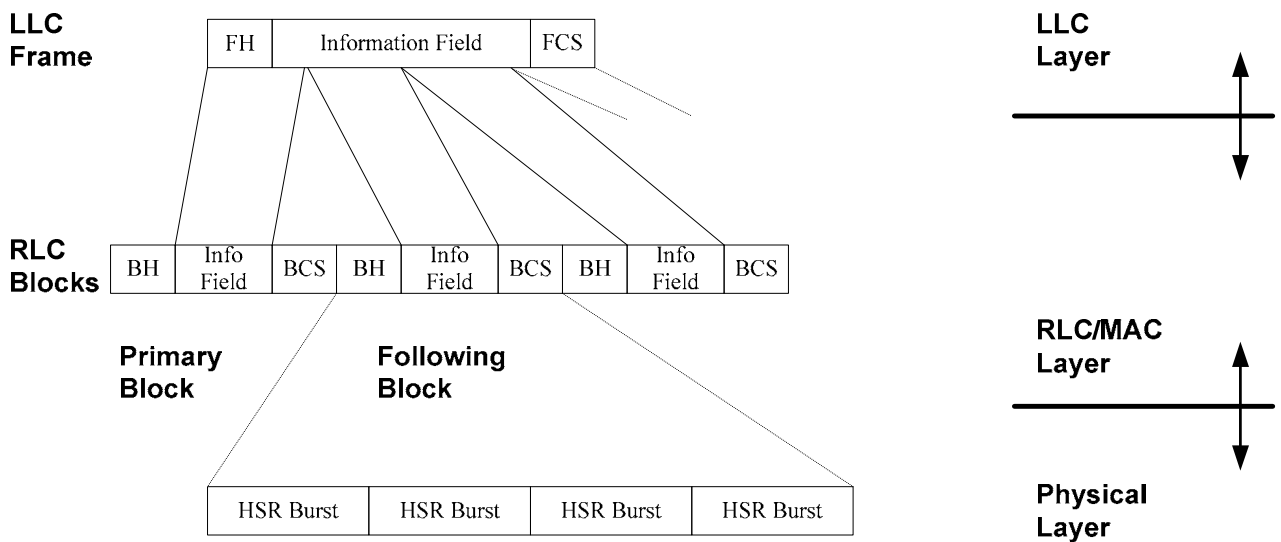 LLC
Frame
FH
Information Field
FCS
LLC
Layer
RLC
Blocks
BH
Info
Field
BCS
BH
Info
Field
BCS
BH
Info
Field
BCS
Primary
Block
Following
Block
RLC/MAC
Layer
HSR Burst
HSR Burst
HSR Burst
HSR Burst
Physical
Layer